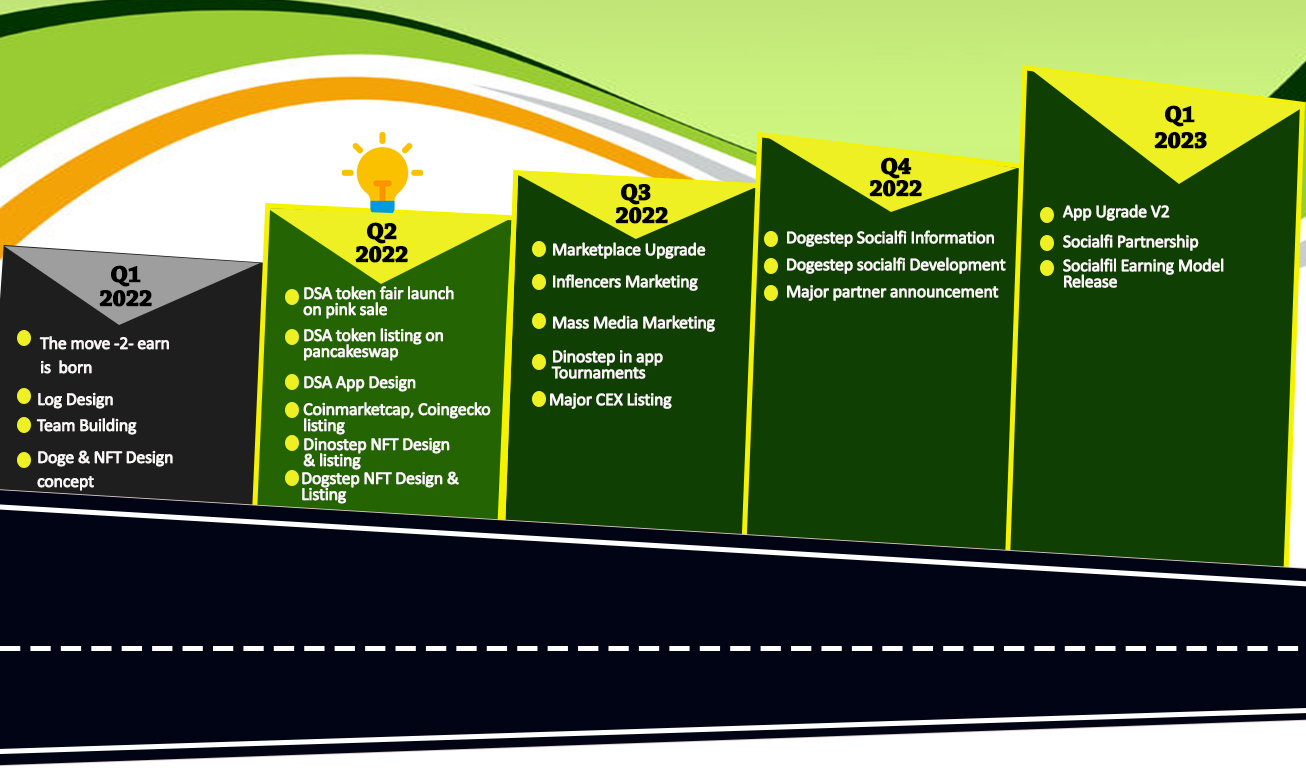 Q1
2022
The move -2- earn
is born
Log Design
Team Building
Doge & NFT Design
concept
Q2
2022
DSA token fair launch
on pink sale
DSA token listing on
pancakeswap
DSA App Design
Coinmarketcap, Coingecko
listing
Dinostep NFT Design
& listing
Dogstep NFT Design &
Listing
Q3
2022
Marketplace Upgrade
Inflencers Marketing
Mass Media Marketing
Dinostep in app
Tournaments
Major CEX Listing
Q4
2022
Dogestep Socialfi Information
Dogestep socialfi Development
Major partner announcement
Q1
2023
App Ugrade V2
Socialfi Partnership
Socialfil Earning Model
Release